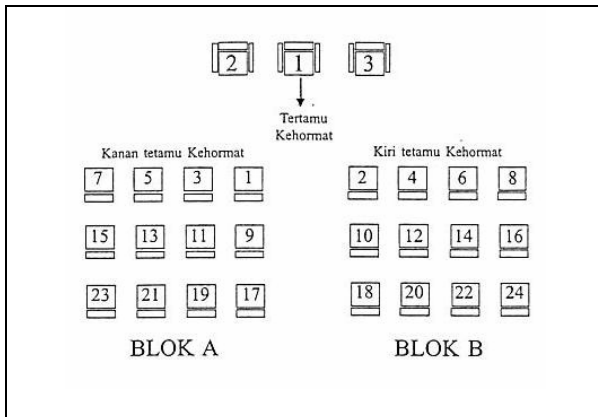 2 1 3
Tertamu
Kehormat
Kanan tetamu Kehormat
Kiri tetamu Kehormat
7 5 3 1 2 4 6 8
15 13 11 9 10 12 14 16
23 21 19 17 18 20 22 24
BLOK A
BLOK B